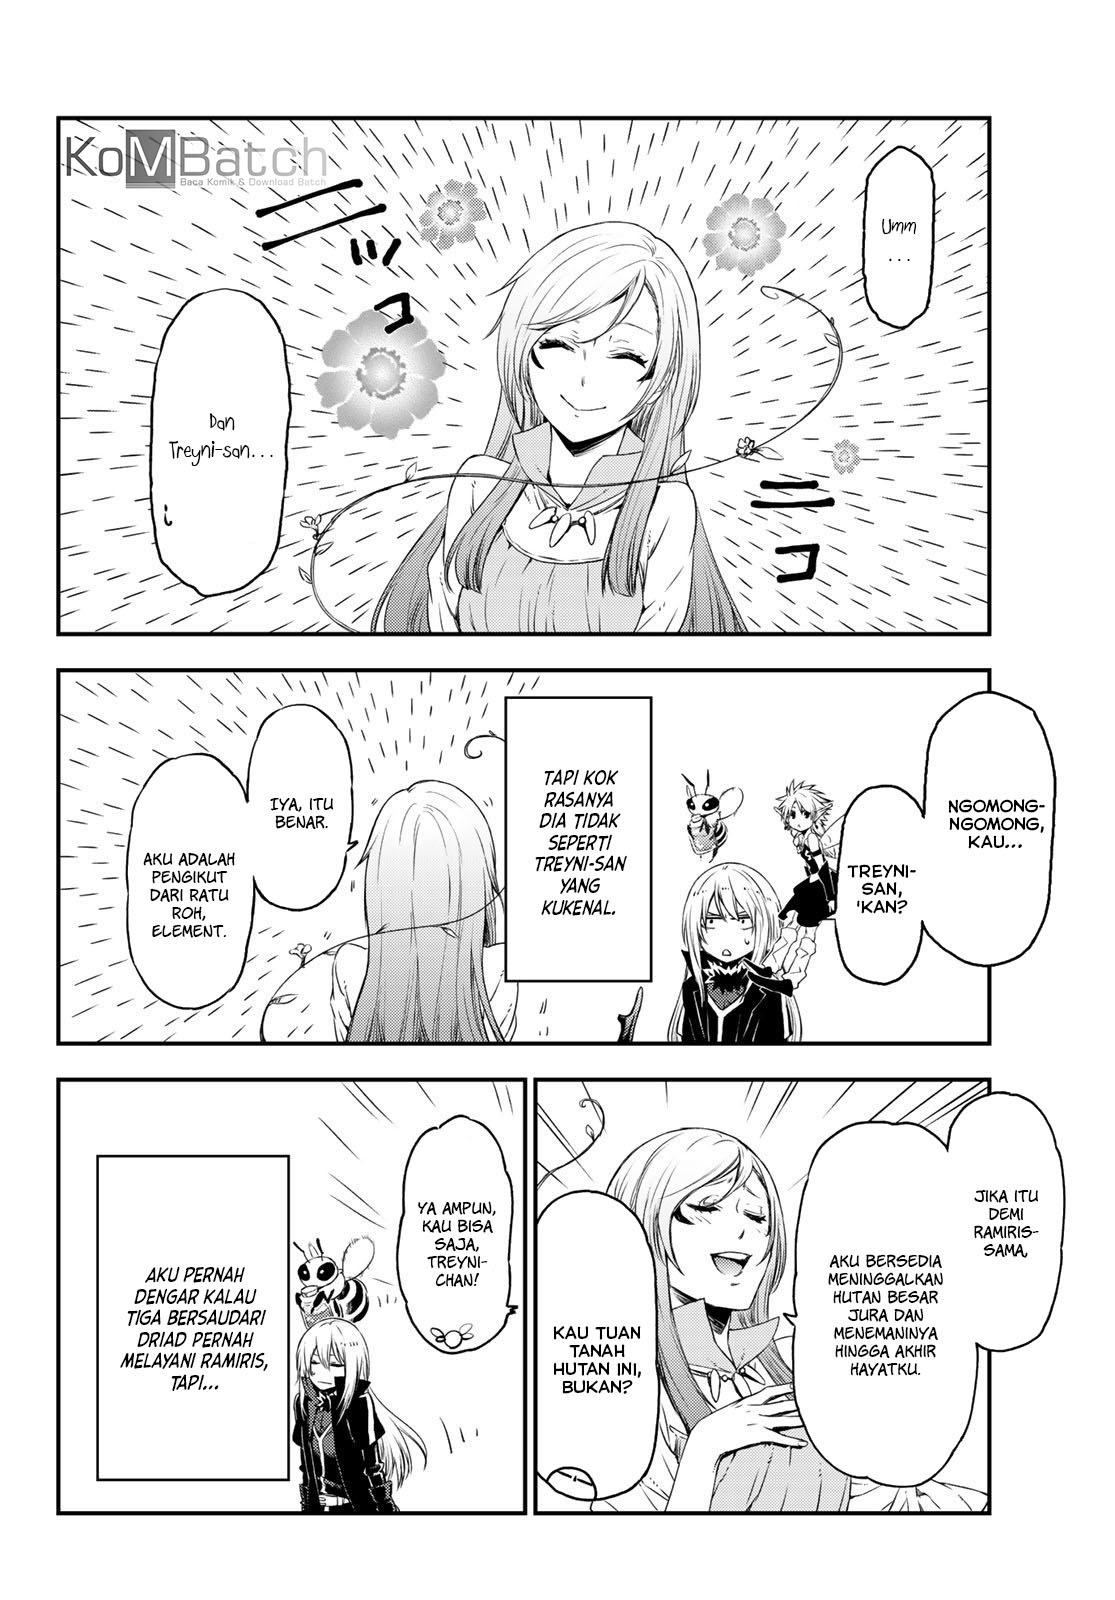 KoMBatch
Baca Komik & Download Batch
Umm
...
ニコ
ニッコ
Dan
Treyni-san...
NGOMONG-
NGOMONG,
KAU...
TREYNI-
SAN,
'KAN?
TAPI KOK
RASANYA
DIA TIDAK
SEPERTI
TREYNI-SAN
YANG
KUKENAL.
IYA, ITU
BENAR.
AKU ADALAH
PENGIKUT
DARI RATU
ROH,
ELEMENT.
JIKA ITU
DEMI
RAMIRIS-
SAMA,
AKU BERSEDIA
MENINGGALKAN
HUTAN BESAR
JURA DAN
MENEMANINYA
HINGGA AKHIR
HAYATKU.
KAU TUAN
TANAH
HUTAN INI,
BUKAN?
YA AMPUN,
KAU BISA
SAJA,
TREYNI-
CHAN!
AKU PERNAH
DENGAR KALAU
TIGA BERSAUDARI
DRIAD PERNAH
MELAYANI RAMIRIS,
TAPI...